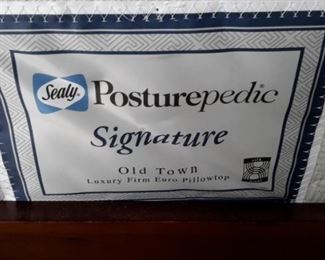 Sealy
Posturepedic
Signature
Old Town
Luxury Firm Euro Pillowtop